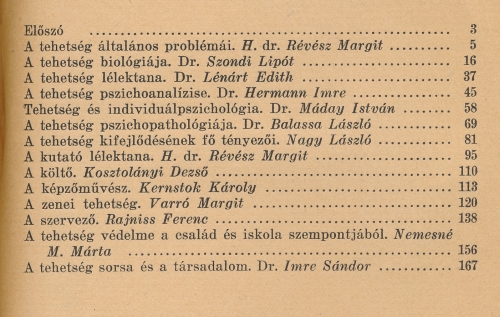 Előszó ........ 3
A tehetség általános problémái. H. dr. Révész Margit ........ 5
A tehetség biológiája. Dr. Szondi Lipót ........ 16
A tehetség lélektana. Dr. Lénárt Edith ........ 37
A tehetség pszichoanalízise. Dr. Hermann Imre ........ 45
Tehetség és individuálpszichológia. Dr. Máday István ........ 58
A tehetség pszichopathológiája. Dr. Balassa László ........ 69
A tehetség kifejlődésének fő tényezői. Nagy László ........ 81
A kutató lélektana. H. dr. Révész Margit ........ 95
A költő. Kosztolányi Dezső ........ 110
A képzőművész. Kernstok Károly ........ 113
A zenei tehetség. Varró Margit ........ 120
A szervező. Rajniss Ferenc ........ 138
A tehetség védelme a család és iskola szempontjából. Nemesné
M. Márta ........ 156
A tehetség sorsa és a társadalom. Dr. Imre Sándor ........ 167